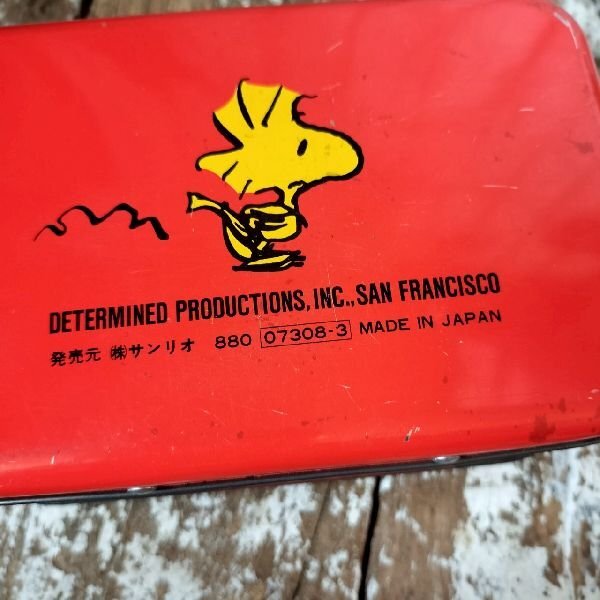 DETERMINED PRODUCTIONS, INC., SAN FRANCISCO
発売元 ㈱サンリオ 880 07308-3 MADE IN JAPAN